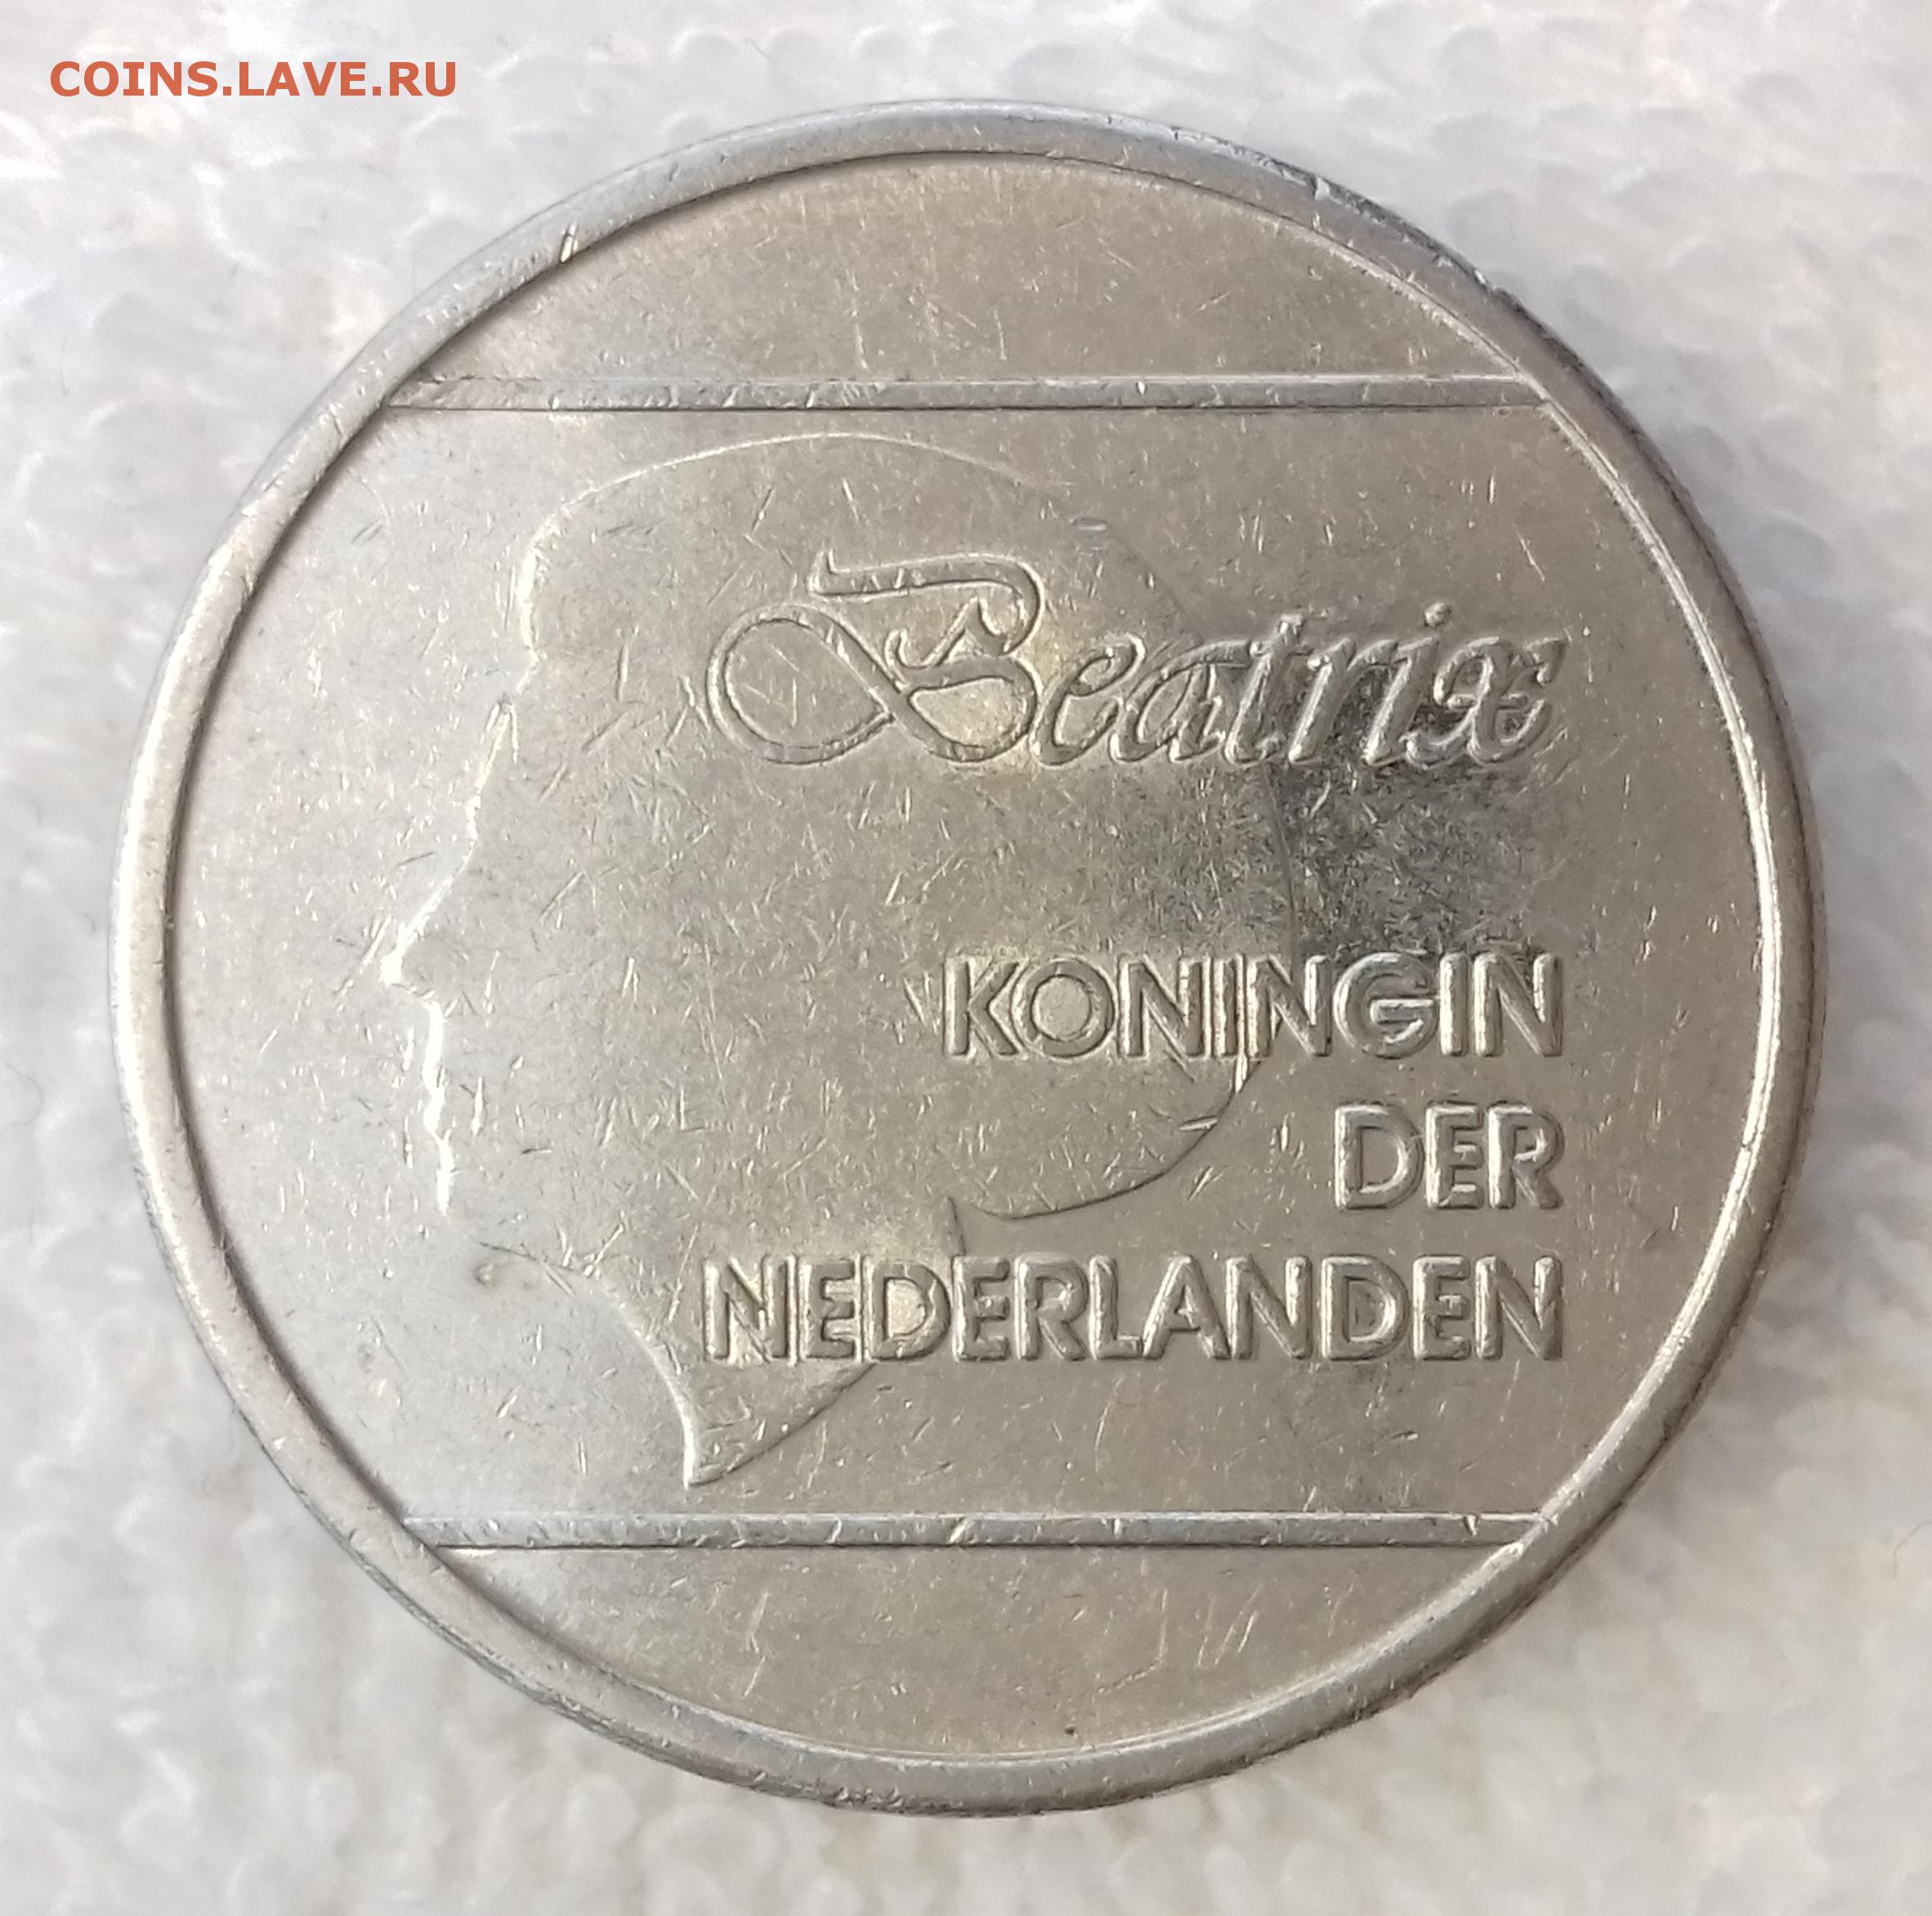 COINS.LAVE.RU
Beatrix
KONINGIN
DER
NEDERLANDEN